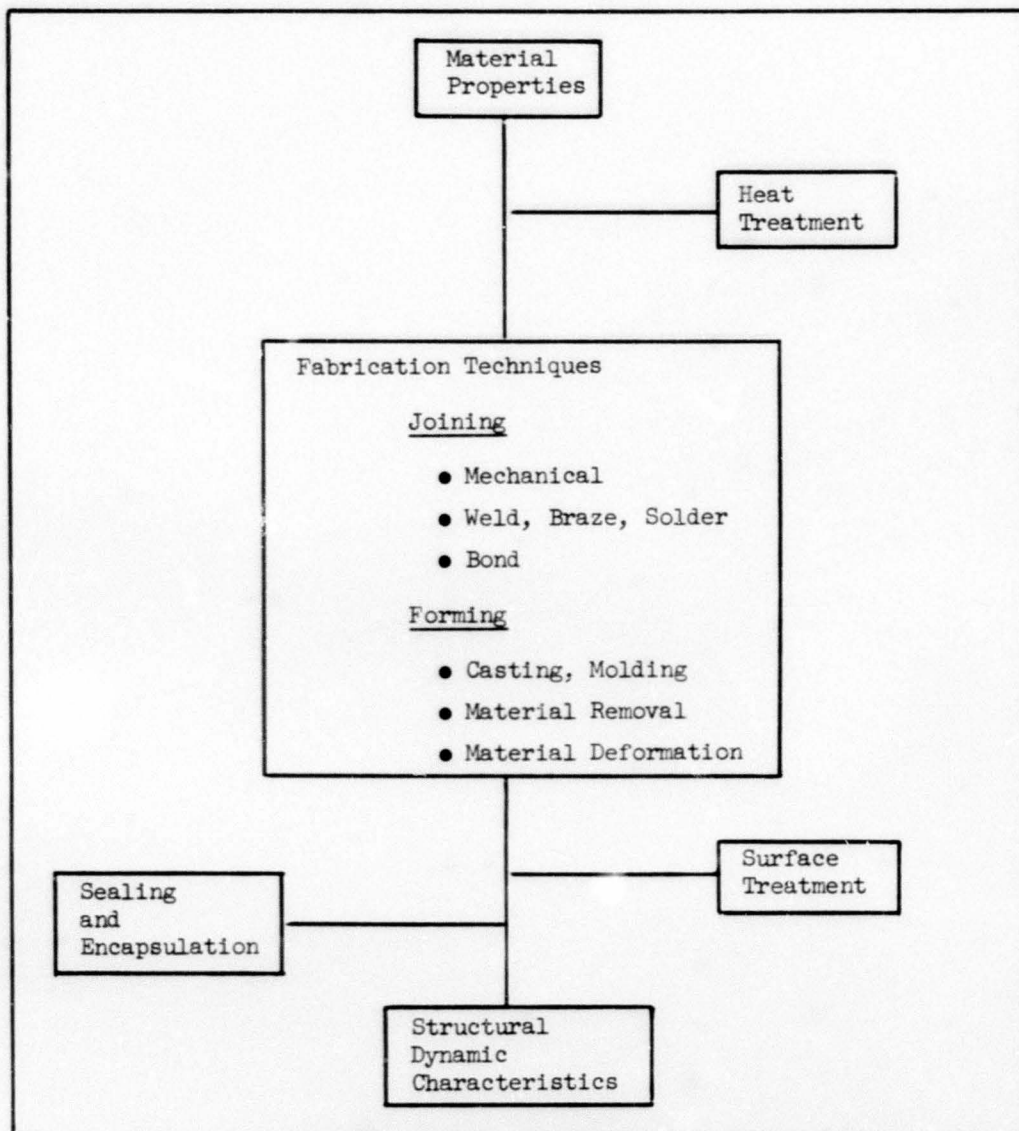 Material
Properties
Heat
Treatment
Fabrication Techniques
Joining
● Mechanical
● Weld, Braze, Solder
● Bond
Forming
● Casting, Molding
● Material Removal
● Material Deformation
Surface
Treatment
Sealing
and
Encapsulation
Structural
Dynamic
Characteristics